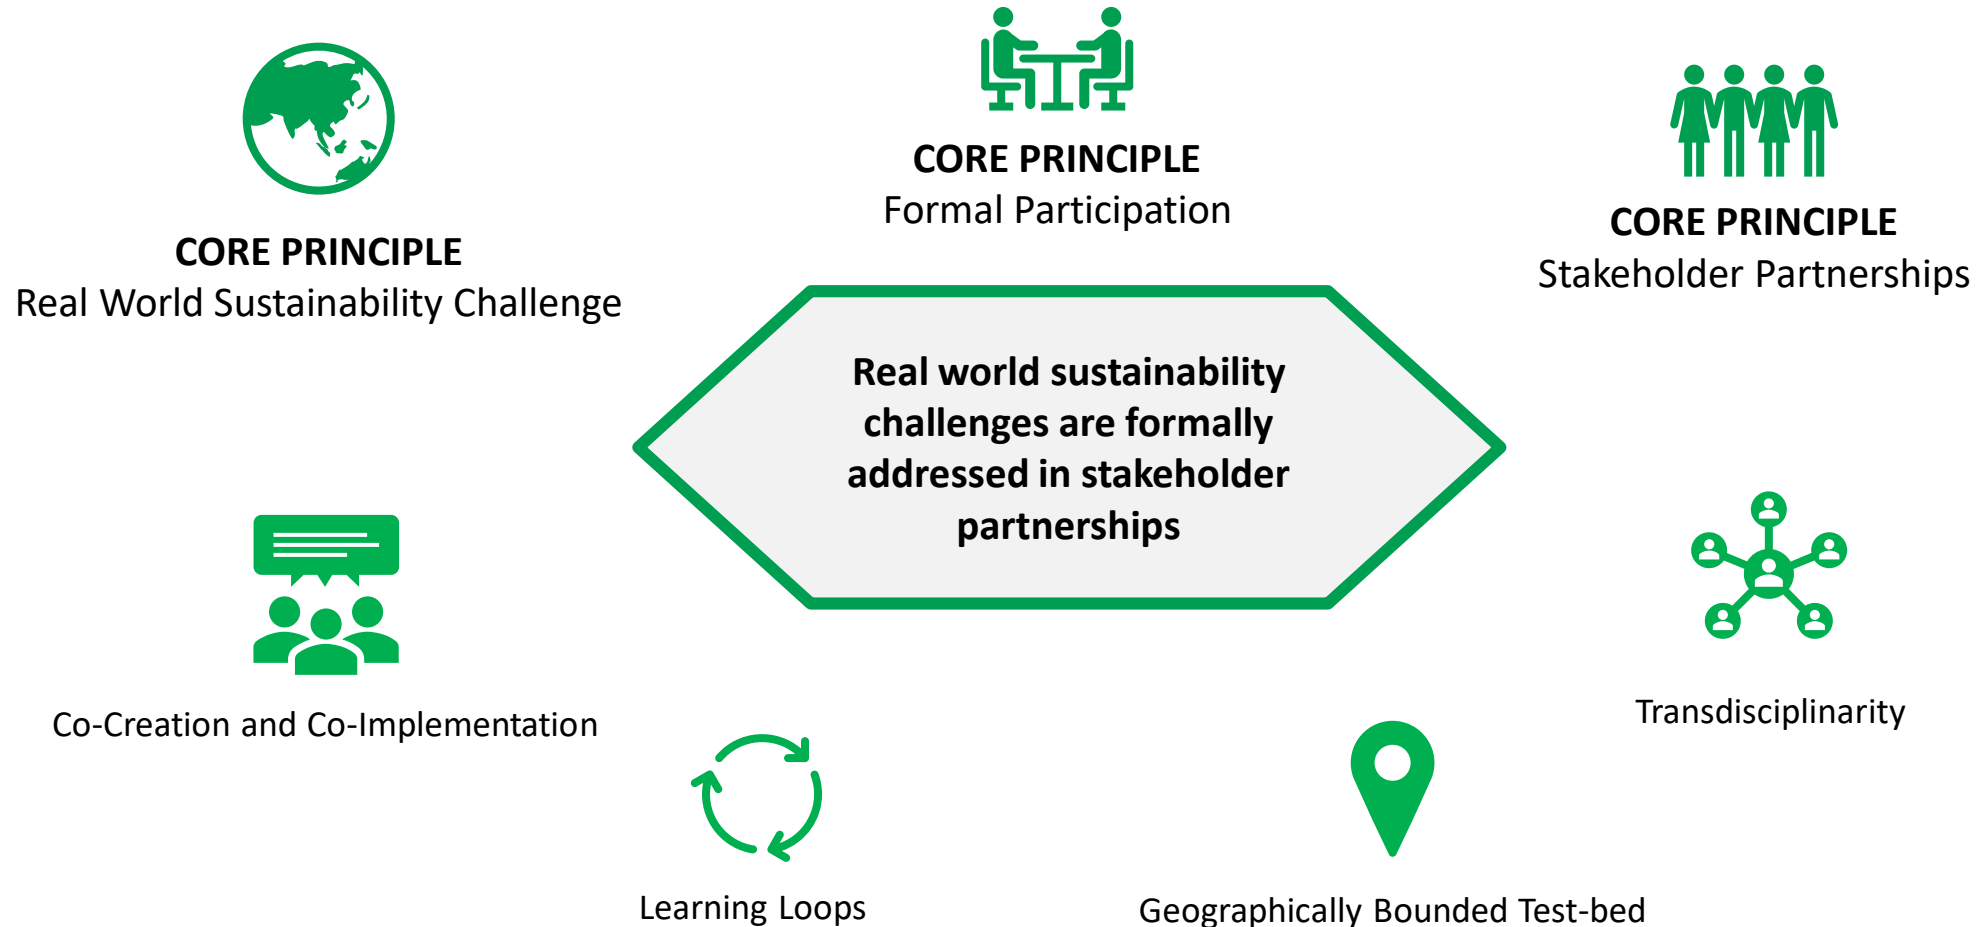 CORE PRINCIPLE
Real World Sustainability Challenge
CORE PRINCIPLE
Formal Participation
CORE PRINCIPLE
Stakeholder Partnerships
Real world sustainability
challenges are formally
addressed in stakeholder
partnerships
Co-Creation and Co-Implementation
Learning Loops
Geographically Bounded Test-bed
Transdisciplinarity